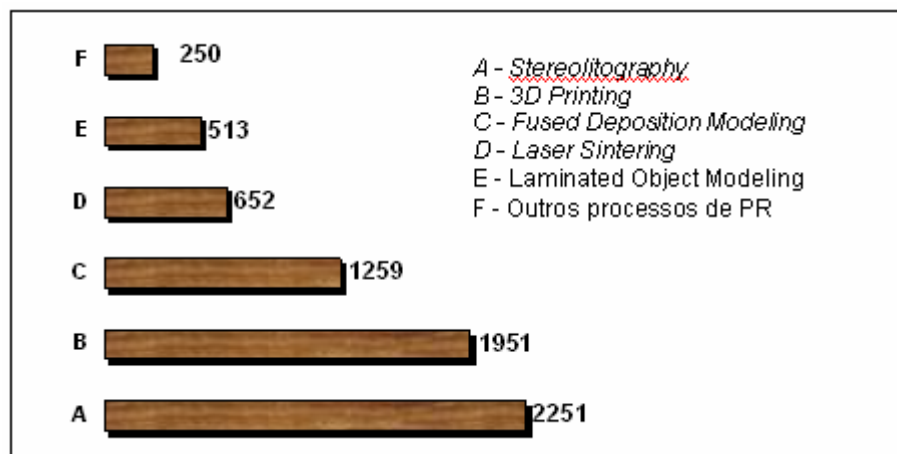 F 250
E 513
D 652
C 1259
B 1951
A 2251
A - Stereolitography
B - 3D Printing
C - Fused Deposition Modeling
D - Laser Sintering
E - Laminated Object Modeling
F - Outros processos de PR